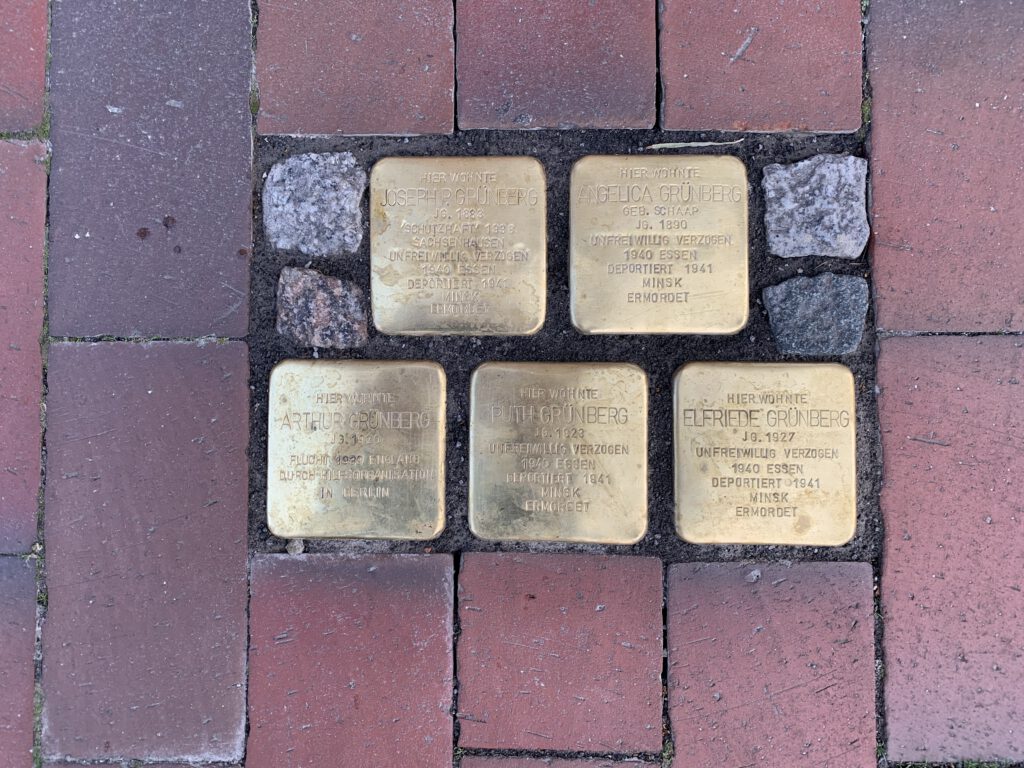 HIER WOHNTE
JOSEPH P. GRÜNBERG
JG.
'SCHUTZHAFT' 1938
SACHSENHAUSEN
UNFREIWILLIG VERZOGEN
1940 ESSEN
DEPORTIERT 1941
MINSK
ERMORDET
HIER WOHNTE
ANGELICA GRÜNBERG
GEB. SCHAAP
JG. 1890
UNFREIWILLIG VERZOGEN
1940 ESSEN
DEPORTIERT 1941
MINSK
ERMORDET
HIER WOHNTE
ARTHUR GRÜNBERG
JG.
FLUCHT 1939 ENGLAND
DURCH HILFSORGANISATION
IN BERLIN
HIER WOHNTE
RUTH GRÜNBERG
JG. 1923
UNFREIWILLIG VERZOGEN
1940 ESSEN
DEPORTIERT 1941
MINSK
ERMORDET
HIER WOHNTE
ELFRIEDE GRÜNBERG
JG. 1927
UNFREIWILLIG VERZOGEN
1940 ESSEN
DEPORTIERT 1941
MINSK
ERMORDET